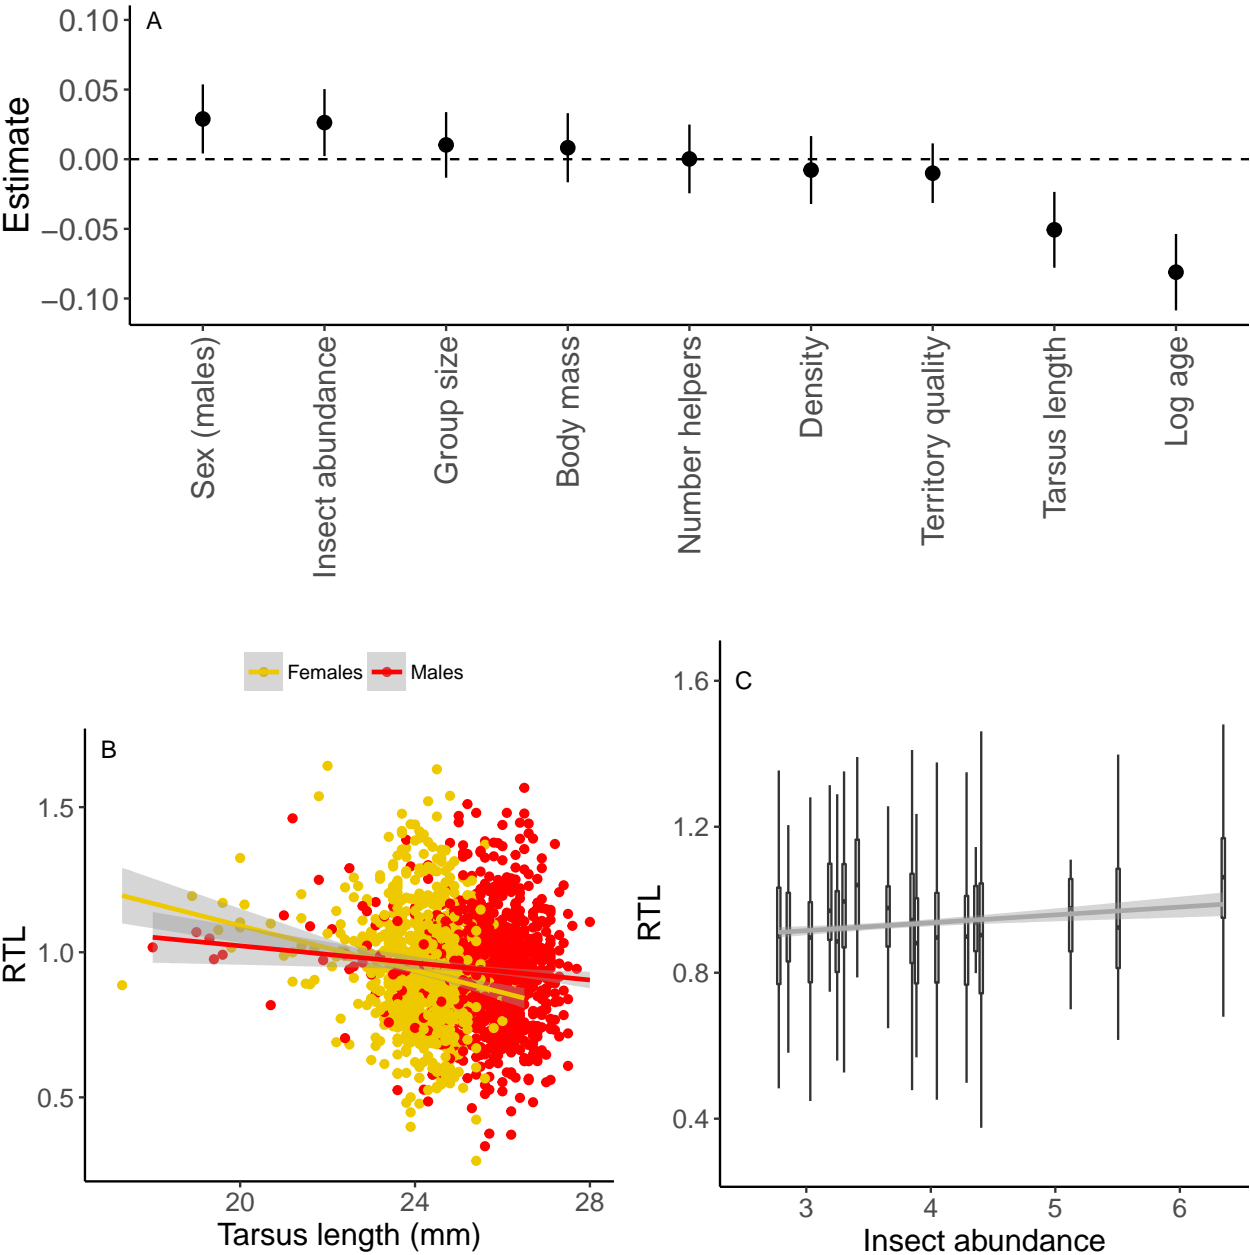 A
0.10
0.05
0.00
−0.05
−0.10
Estimate
Sex (males)
Insect abundance
Group size
Body mass
Number helpers
Density
Territory quality
Tarsus length
Log age
Females
Males
B
1.5
1.0
0.5
RTL
20
24
28
Tarsus length (mm)
C
1.6
1.2
0.8
0.4
RTL
3
4
5
6
Insect abundance